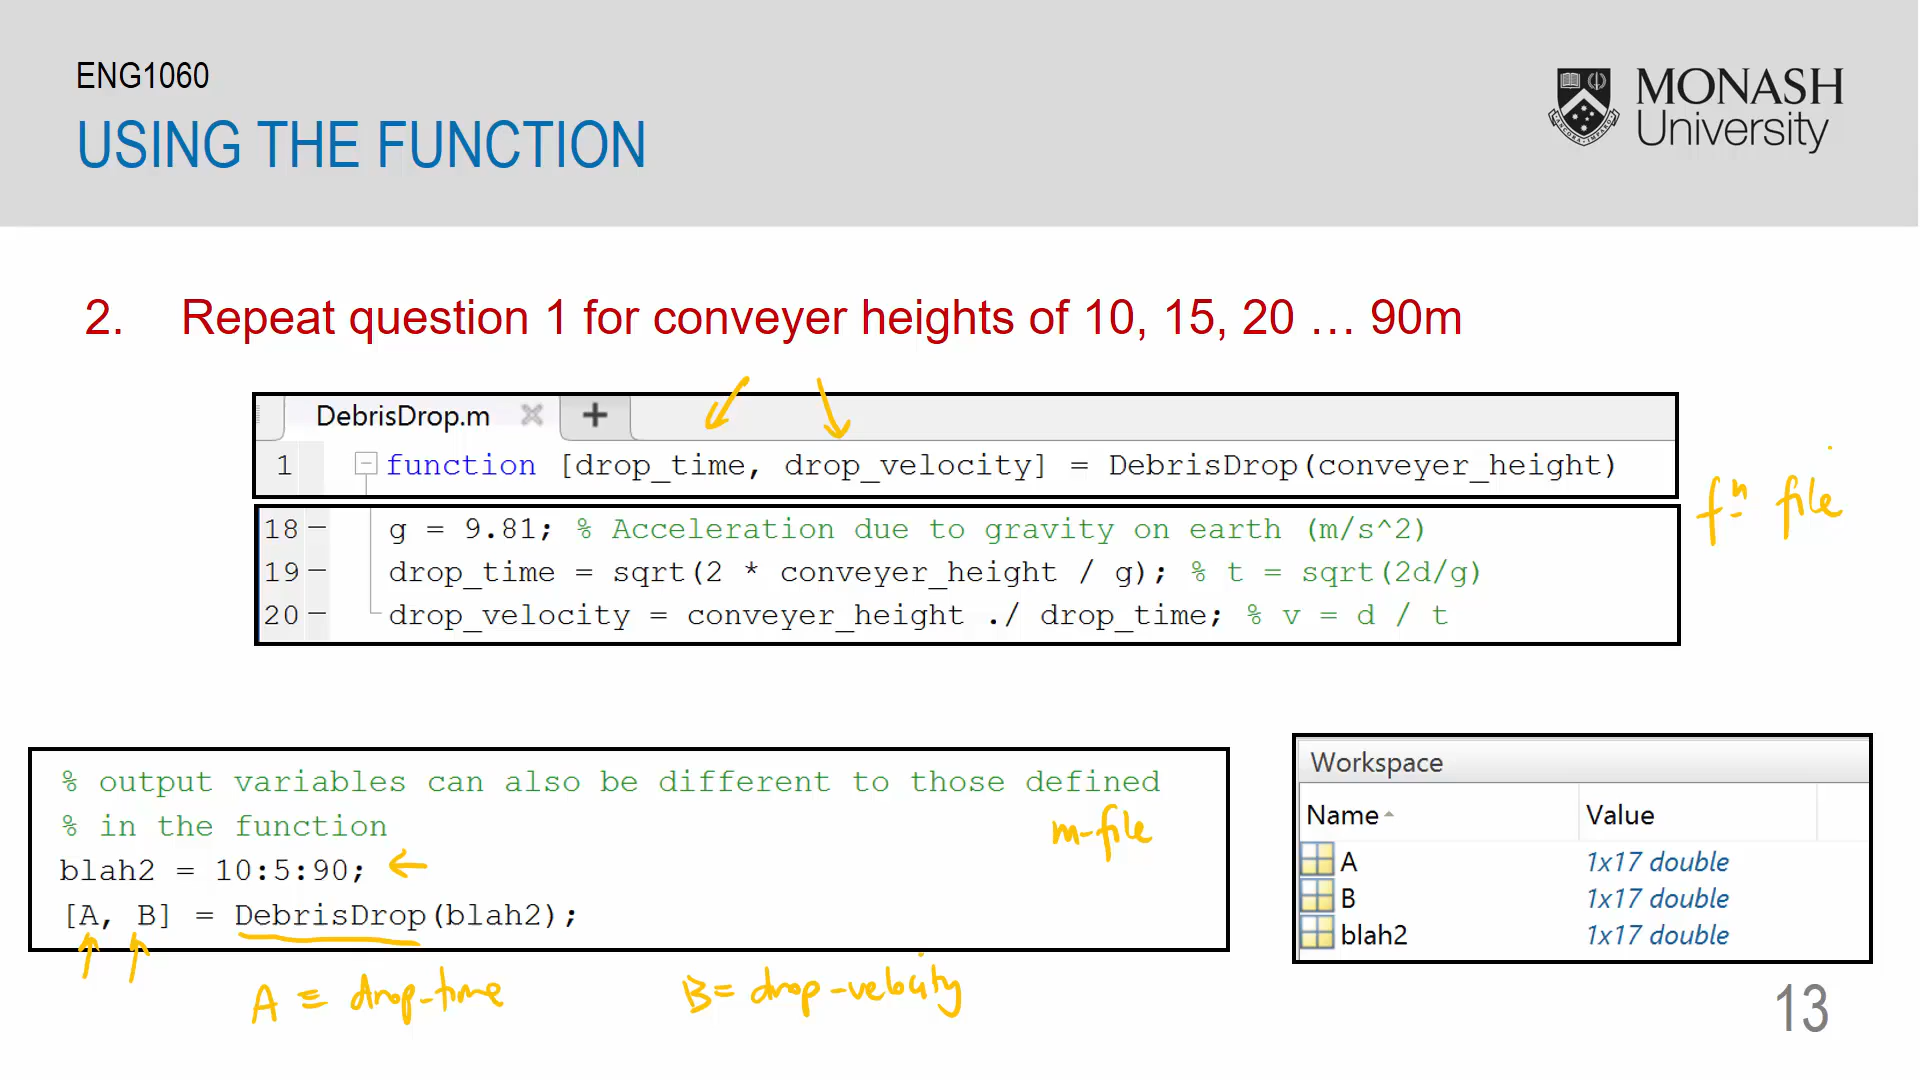 ENG1060
USING THE FUNCTION
MONASH
University
2. Repeat question 1 for conveyer heights of 10, 15, 20 … 90m
DebrisDrop.m
1 function [drop_time, drop_velocity] = DebrisDrop(conveyer_height)
18 – g = 9.81; % Acceleration due to gravity on earth (m/s^2)
19 – drop_time = sqrt(2 * conveyer_height / g); % t = sqrt(2d/g)
20 – drop_velocity = conveyer_height ./ drop_time; % v = d / t
fⁿ file
% output variables can also be different to those defined
% in the function
m-file
blah2 = 10:5:90;
[A, B] = DebrisDrop(blah2);
A ≡ drop-time
B = drop-velocity
Workspace
Name Value
A 1x17 double
B 1x17 double
blah2 1x17 double
13